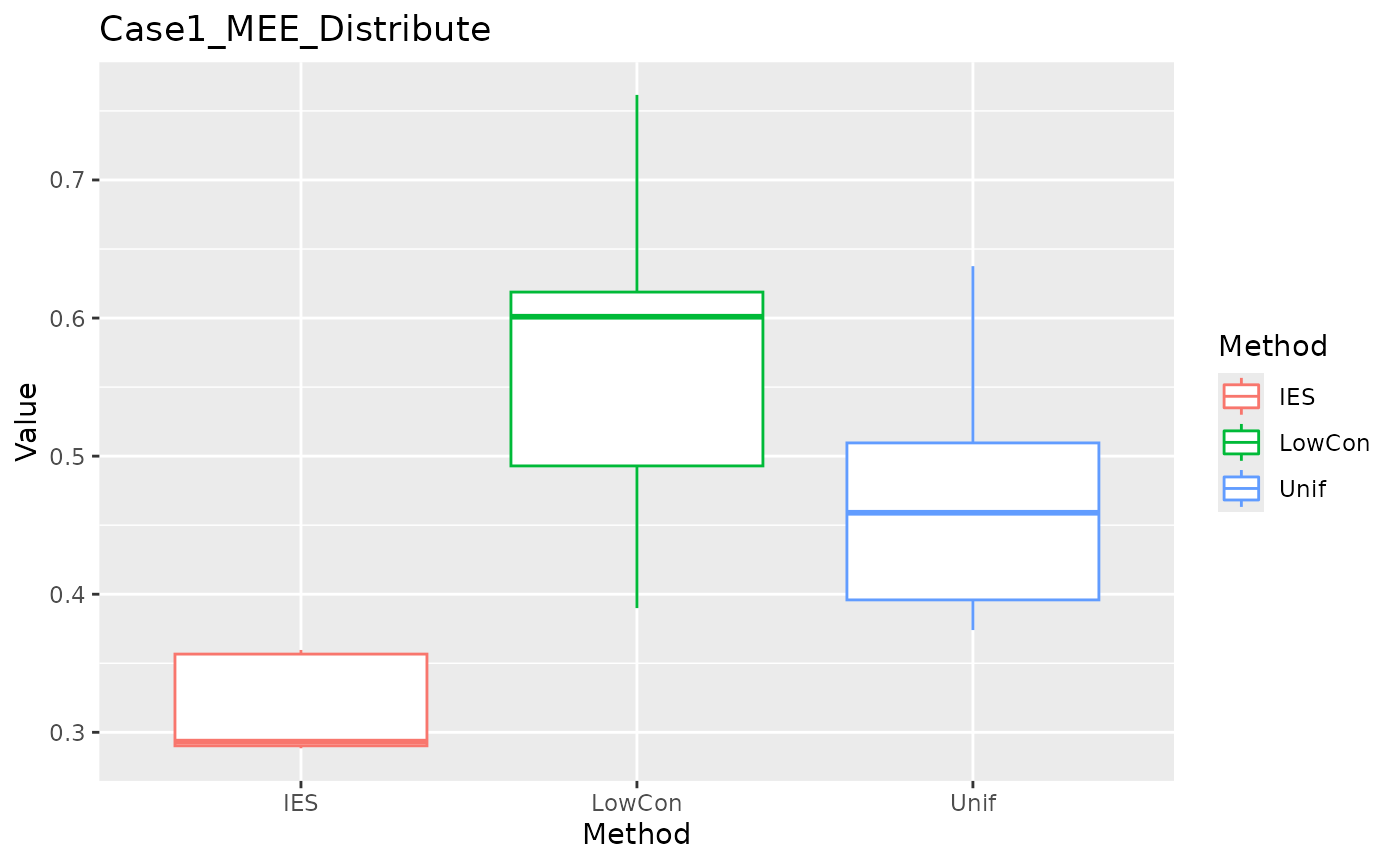 Case1_MEE_Distribute
Value
0.7
0.6
0.5
0.4
0.3
IES
LowCon
Unif
Method
Method
IES
LowCon
Unif